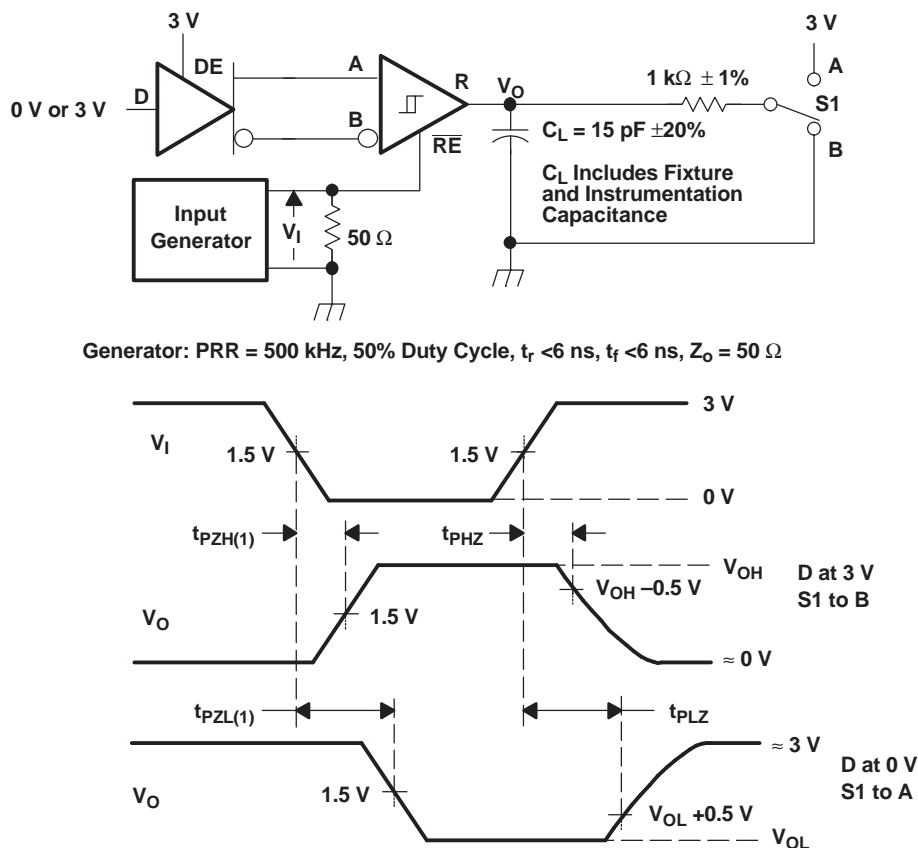 3 V
DE
A
R
V_O
1 kΩ ± 1%
3 V
A
0 V or 3 V
D
B
RE
C_L = 15 pF ±20%
S1
B
C_L Includes Fixture
and Instrumentation
Capacitance
Input
Generator
V_I
50 Ω
Generator: PRR = 500 kHz, 50% Duty Cycle, t_r <6 ns, t_f <6 ns, Z_o = 50 Ω
3 V
V_I
1.5 V
1.5 V
0 V
t_PZH(1)
t_PHZ
V_OH
D at 3 V
S1 to B
V_OH −0.5 V
V_O
1.5 V
≈ 0 V
t_PZL(1)
t_PLZ
≈ 3 V
D at 0 V
S1 to A
V_O
1.5 V
V_OL +0.5 V
V_OL